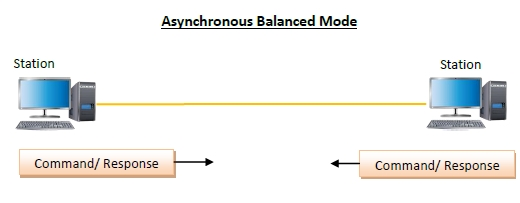 Asynchronous Balanced Mode
Station
Station
Command/ Response
Command/ Response